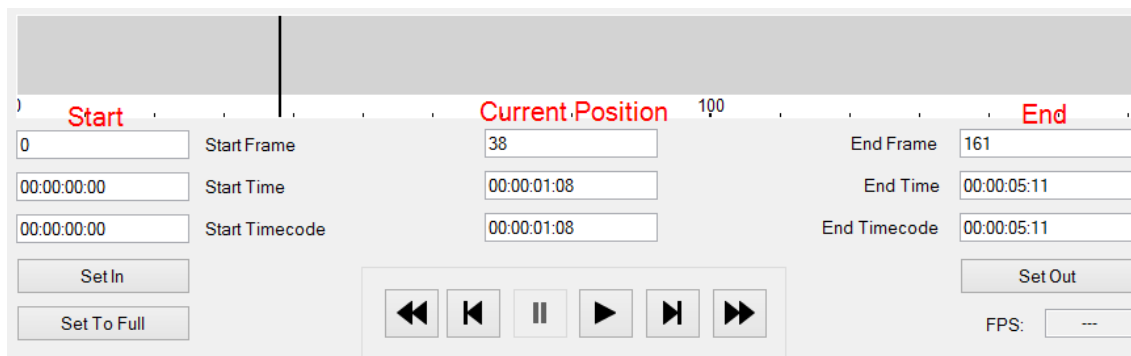 0 100
Start Current Position End
0 Start Frame 38 End Frame 161
00:00:00:00 Start Time 00:00:01:08 End Time 00:00:05:11
00:00:00:00 Start Timecode 00:00:01:08 End Timecode 00:00:05:11
Set In Set Out
Set To Full FPS: ---